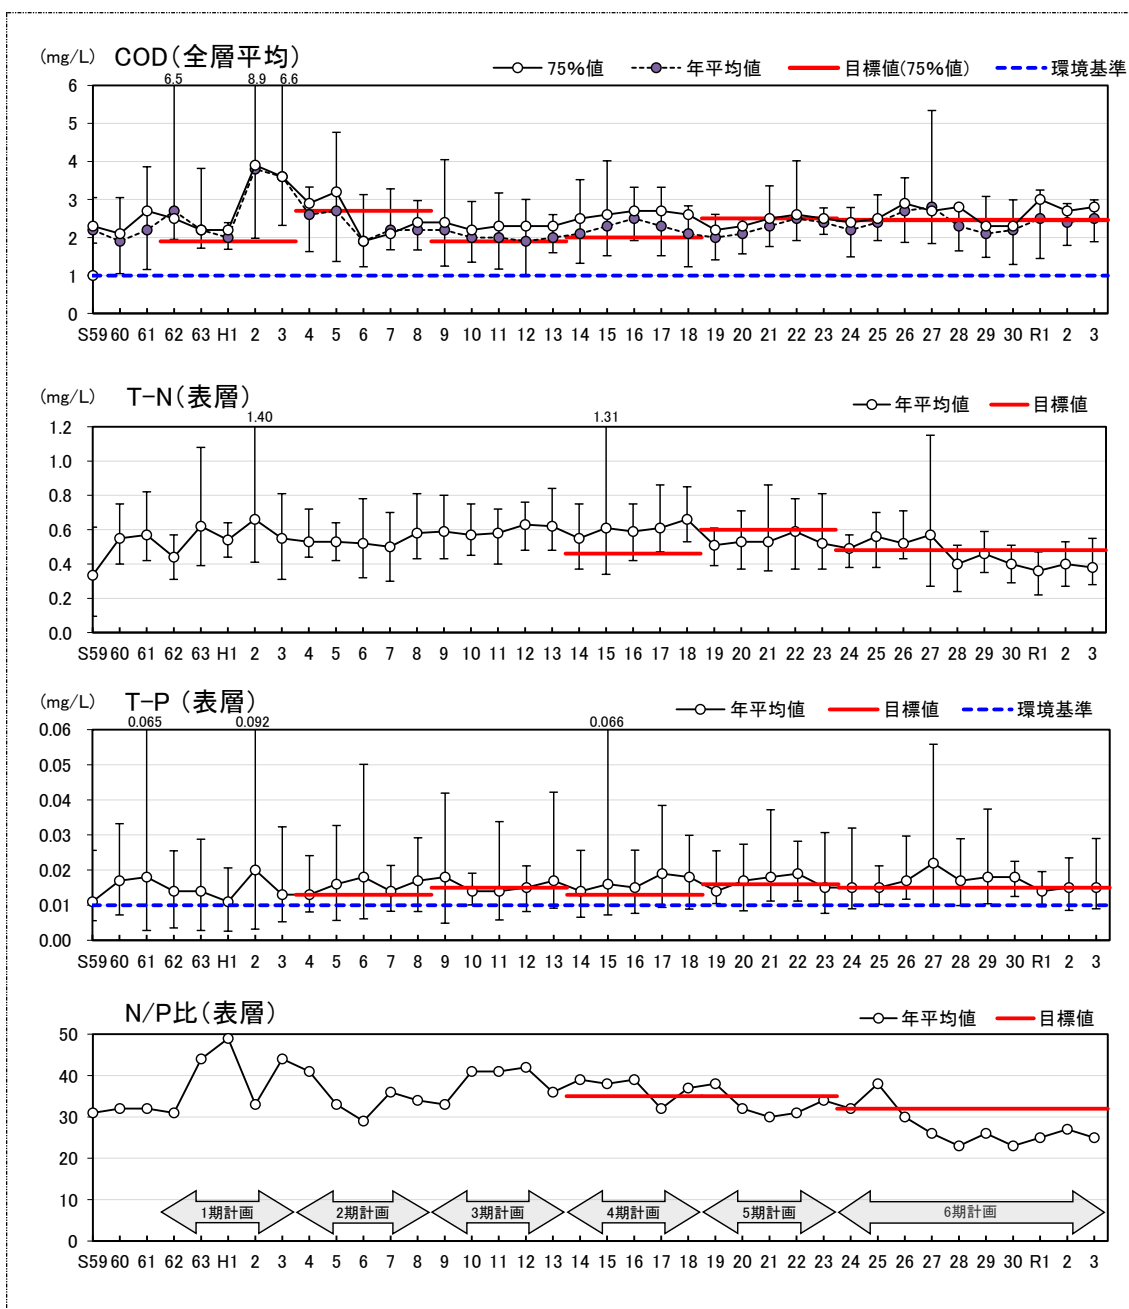 (mg/L) COD(全層平均)
75%値 年平均値 目標値(75%値) 環境基準
6.5 8.9 6.6
6
5
4
3
2
1
0
S59 60 61 62 63 H1 2 3 4 5 6 7 8 9 10 11 12 13 14 15 16 17 18 19 20 21 22 23 24 25 26 27 28 29 30 R1 2 3
(mg/L) T-N(表層)
年平均値 目標値
1.40 1.31
1.2
1.0
0.8
0.6
0.4
0.2
0.0
S59 60 61 62 63 H1 2 3 4 5 6 7 8 9 10 11 12 13 14 15 16 17 18 19 20 21 22 23 24 25 26 27 28 29 30 R1 2 3
(mg/L) T-P (表層)
年平均値 目標値 環境基準
0.065 0.092 0.066
0.06
0.05
0.04
0.03
0.02
0.01
0.00
S59 60 61 62 63 H1 2 3 4 5 6 7 8 9 10 11 12 13 14 15 16 17 18 19 20 21 22 23 24 25 26 27 28 29 30 R1 2 3
N/P比(表層)
年平均値 目標値
50
40
30
20
10
1期計画 2期計画 3期計画 4期計画 5期計画 6期計画
0
S59 60 61 62 63 H1 2 3 4 5 6 7 8 9 10 11 12 13 14 15 16 17 18 19 20 21 22 23 24 25 26 27 28 29 30 R1 2 3